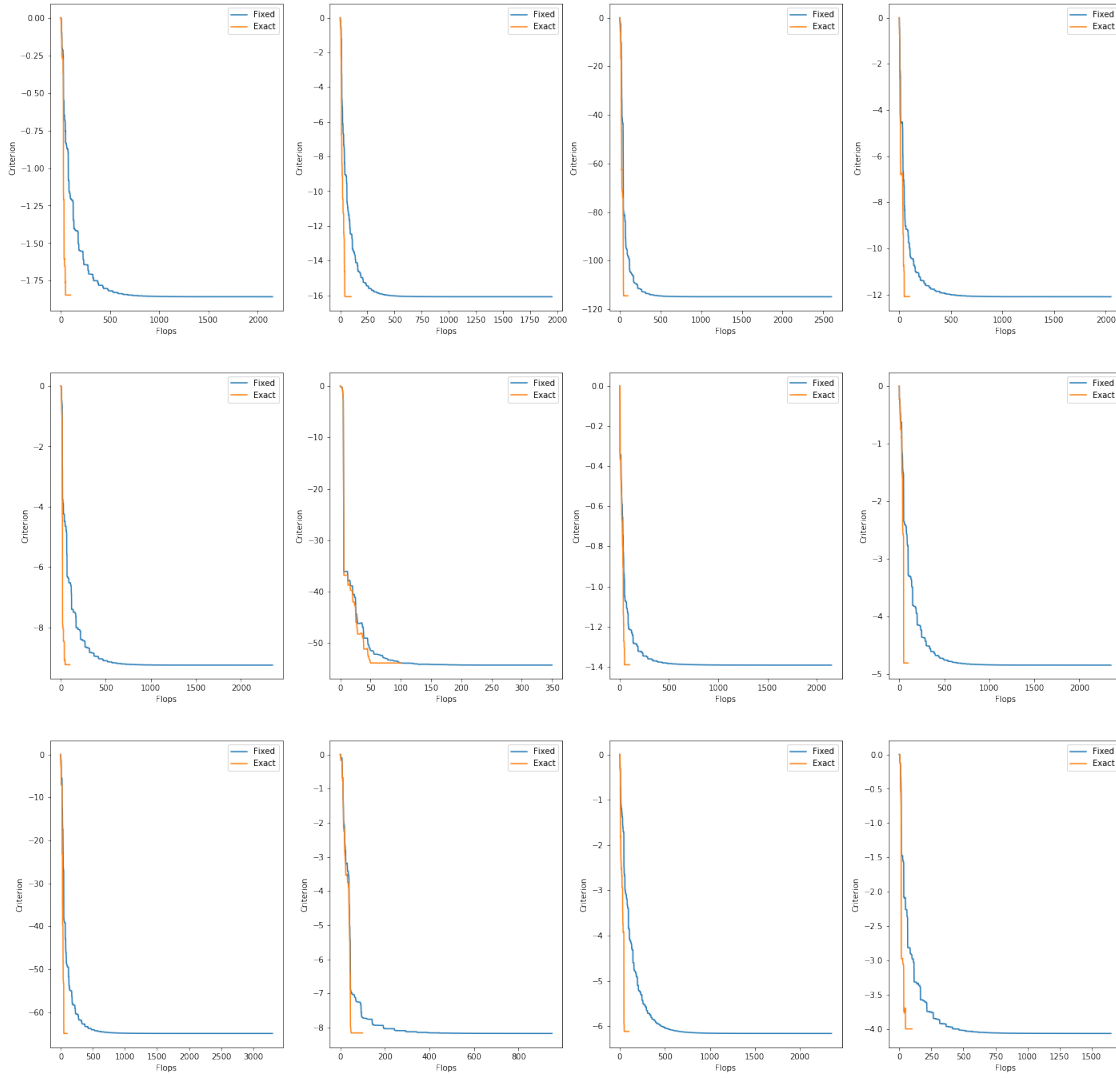 Fixed
Exact
0.00
−0.25
−0.50
−0.75
−1.00
−1.25
−1.50
−1.75
Criterion
0 500 1000 1500 2000
Flops
Fixed
Exact
0
−2
−4
−6
−8
−10
−12
−14
−16
Criterion
0 250 500 750 1000 1250 1500 1750 2000
Flops
Fixed
Exact
0
−20
−40
−60
−80
−100
−120
Criterion
0 500 1000 1500 2000 2500
Flops
Fixed
Exact
0
−2
−4
−6
−8
−10
−12
Criterion
0 500 1000 1500 2000
Flops
Fixed
Exact
0
−2
−4
−6
−8
Criterion
0 500 1000 1500 2000
Flops
Fixed
Exact
0
−10
−20
−30
−40
−50
Criterion
0 50 100 150 200 250 300 350
Flops
Fixed
Exact
0.0
−0.2
−0.4
−0.6
−0.8
−1.0
−1.2
−1.4
Criterion
0 500 1000 1500 2000
Flops
Fixed
Exact
0
−1
−2
−3
−4
−5
Criterion
0 500 1000 1500 2000
Flops
Fixed
Exact
0
−10
−20
−30
−40
−50
−60
Criterion
0 500 1000 1500 2000 2500 3000
Flops
Fixed
Exact
0
−1
−2
−3
−4
−5
−6
−7
−8
Criterion
0 200 400 600 800
Flops
Fixed
Exact
0
−1
−2
−3
−4
−5
−6
Criterion
0 500 1000 1500 2000
Flops
Fixed
Exact
0.0
−0.5
−1.0
−1.5
−2.0
−2.5
−3.0
−3.5
−4.0
Criterion
0 250 500 750 1000 1250 1500
Flops